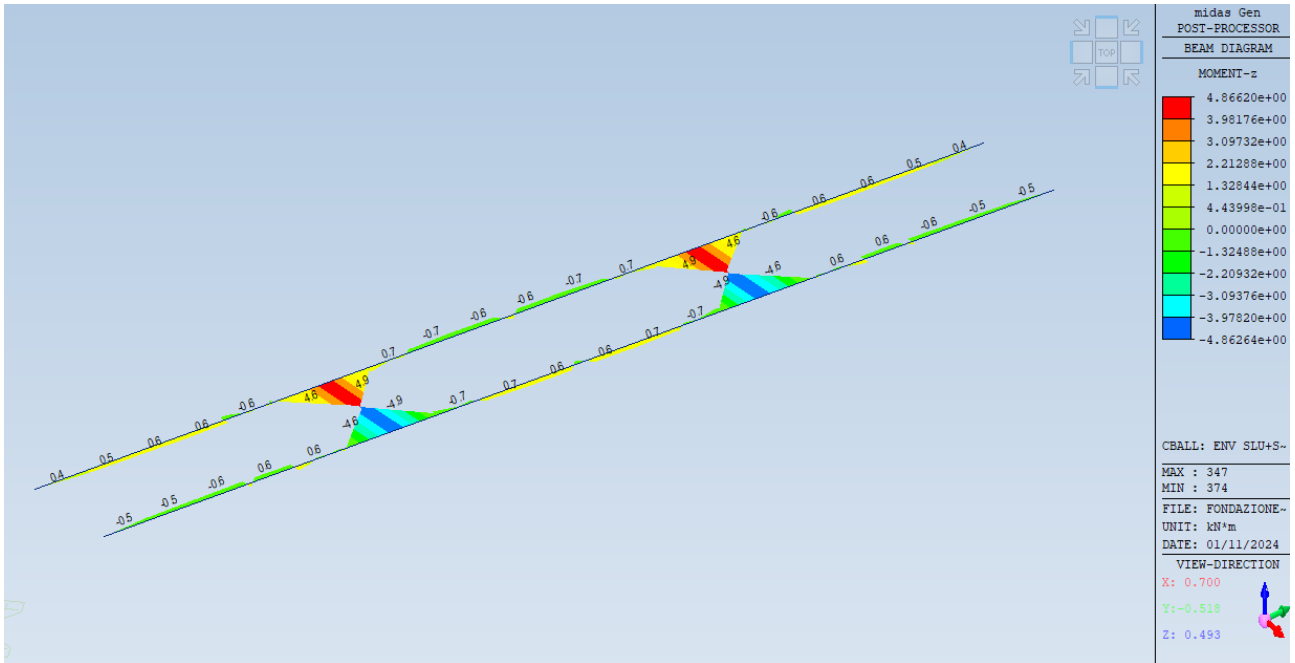 midas Gen
POST-PROCESSOR
BEAM DIAGRAM
MOMENT-z
4.86620e+00
3.98176e+00
3.09732e+00
2.21288e+00
1.32844e+00
4.43998e-01
0.00000e+00
-1.32488e+00
-2.20932e+00
-3.09376e+00
-3.97820e+00
-4.86264e+00
CBALL: ENV SLU+S~
MAX : 347
MIN : 374
FILE: FONDAZIONE~
UNIT: kN*m
DATE: 01/11/2024
VIEW-DIRECTION
X: 0.700
Y:-0.518
Z: 0.493
TOP
0.4
0.5
0.6
0.6
-0.6
4.6
4.9
0.7
-0.7
-0.6
-0.6
-0.7
0.7
4.9
4.6
-0.6
0.6
0.6
0.5
0.4
-0.5
-0.5
-0.6
0.6
0.6
-4.6
-4.9
-0.7
0.7
0.6
0.6
0.7
-0.7
-4.9
-4.6
0.6
0.6
-0.6
-0.5
-0.5